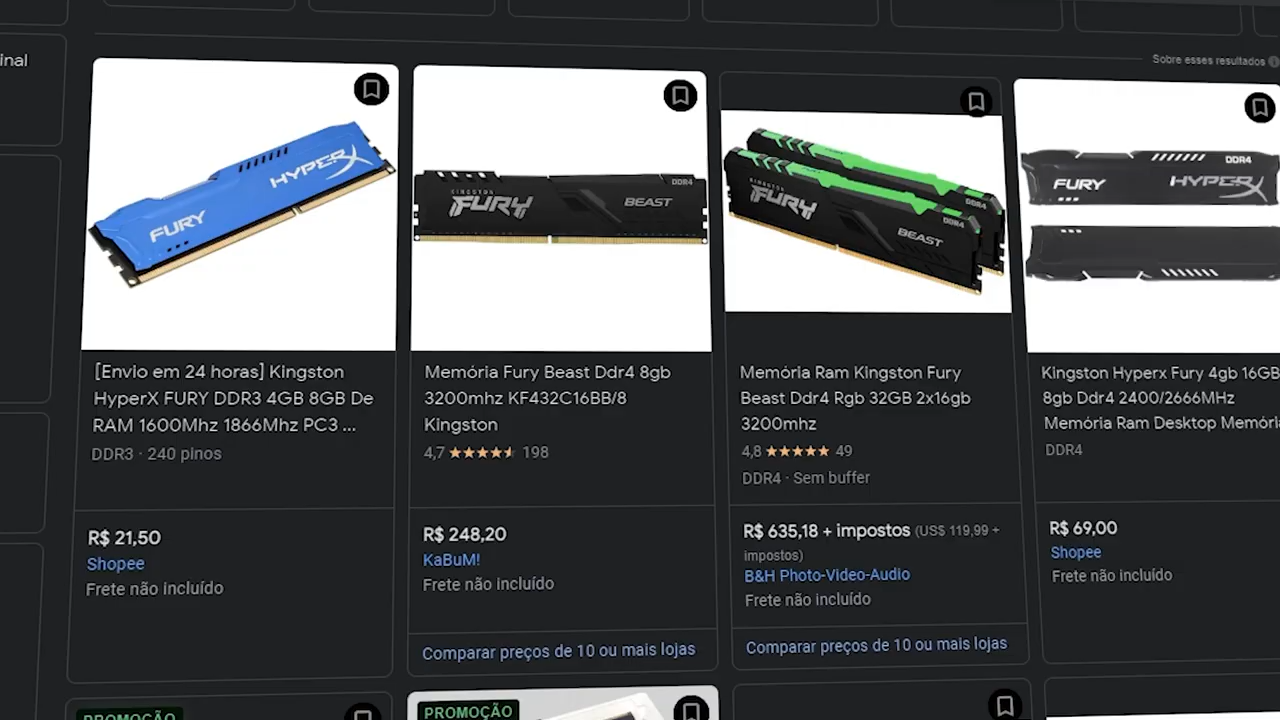 inal
Sobre esses resultados
HYPERX
FURY
KINGSTON
FURY
BEAST
DDR4
KINGSTON
FURY
BEAST
DDR4
DDR4
DDR4
FURY
HYPERX
[Envio em 24 horas] Kingston
HyperX FURY DDR3 4GB 8GB De
RAM 1600Mhz 1866Mhz PC3 ...
DDR3 · 240 pinos
R$ 21,50
Shopee
Frete não incluído
Memória Fury Beast Ddr4 8gb
3200mhz KF432C16BB/8
Kingston
4,7 ★★★★★ 198
R$ 248,20
KaBuM!
Frete não incluído
Comparar preços de 10 ou mais lojas
Memória Ram Kingston Fury
Beast Ddr4 Rgb 32GB 2x16gb
3200mhz
4,8 ★★★★★ 49
DDR4 · Sem buffer
R$ 635,18 + impostos (US$ 119,99 +
impostos)
B&H Photo-Video-Audio
Frete não incluído
Comparar preços de 10 ou mais lojas
Kingston Hyperx Fury 4gb 16GB
8gb Ddr4 2400/2666MHz
Memória Ram Desktop Memóri
DDR4
R$ 69,00
Shopee
Frete não incluído
PROMOÇÃO
PROMOÇÃO